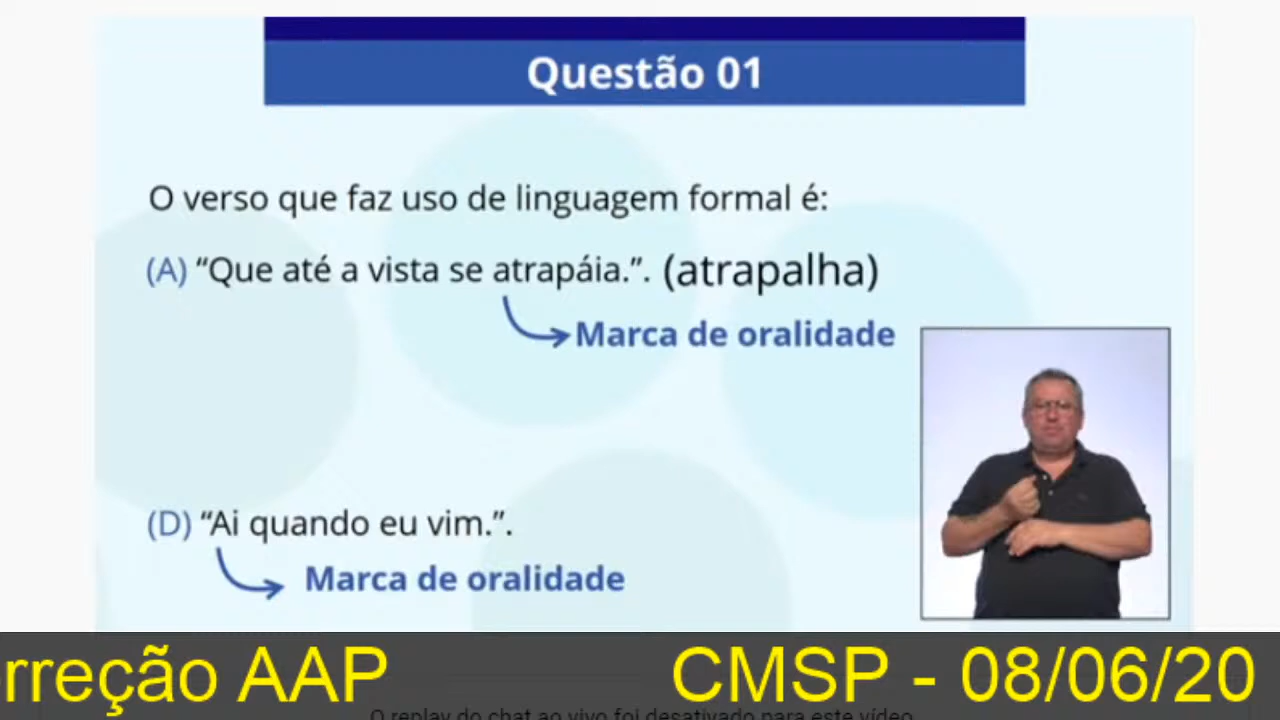 Questão 01
O verso que faz uso de linguagem formal é:
(A) “Que até a vista se atrapáia.”. (atrapalha)
Marca de oralidade
(D) “Ai quando eu vim.”.
Marca de oralidade
rreção AAP CMSP - 08/06/20
O replay do chat ao vivo foi desativado para este vídeo.